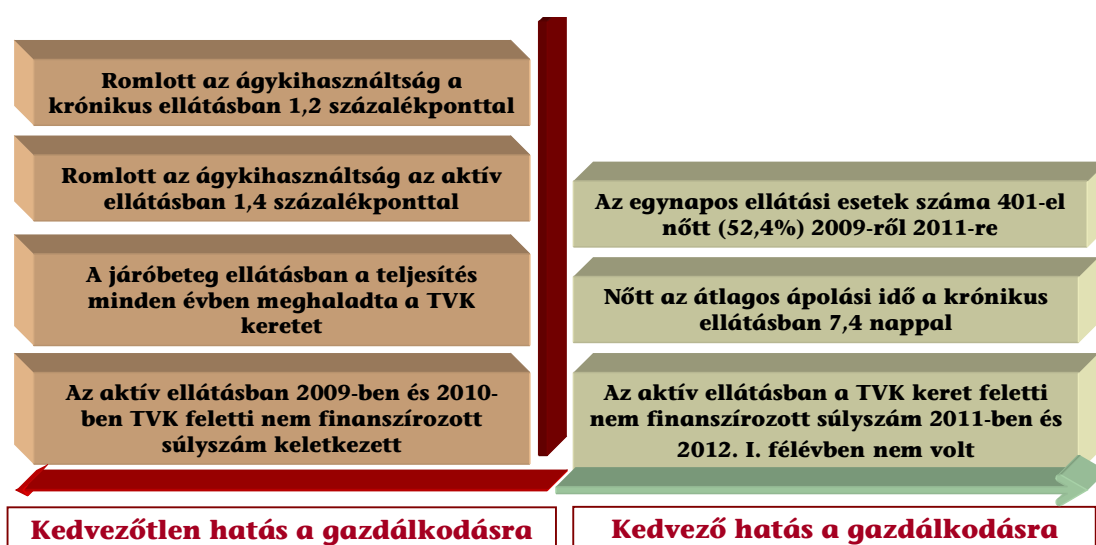 Romlott az ágykihasználtság a
krónikus ellátásban 1,2 százalékponttal
Romlott az ágykihasználtság az aktív
ellátásban 1,4 százalékponttal
A járóbeteg ellátásban a teljesítés
minden évben meghaladta a TVK
keretet
Az aktív ellátásban 2009-ben és 2010-
ben TVK feletti nem finanszírozott
súlyszám keletkezett
Kedvezőtlen hatás a gazdálkodásra
Az egynapos ellátási esetek száma 401-el
nőtt (52,4%) 2009-ről 2011-re
Nőtt az átlagos ápolási idő a krónikus
ellátásban 7,4 nappal
Az aktív ellátásban a TVK keret feletti
nem finanszírozott súlyszám 2011-ben és
2012. I. félévben nem volt
Kedvező hatás a gazdálkodásra